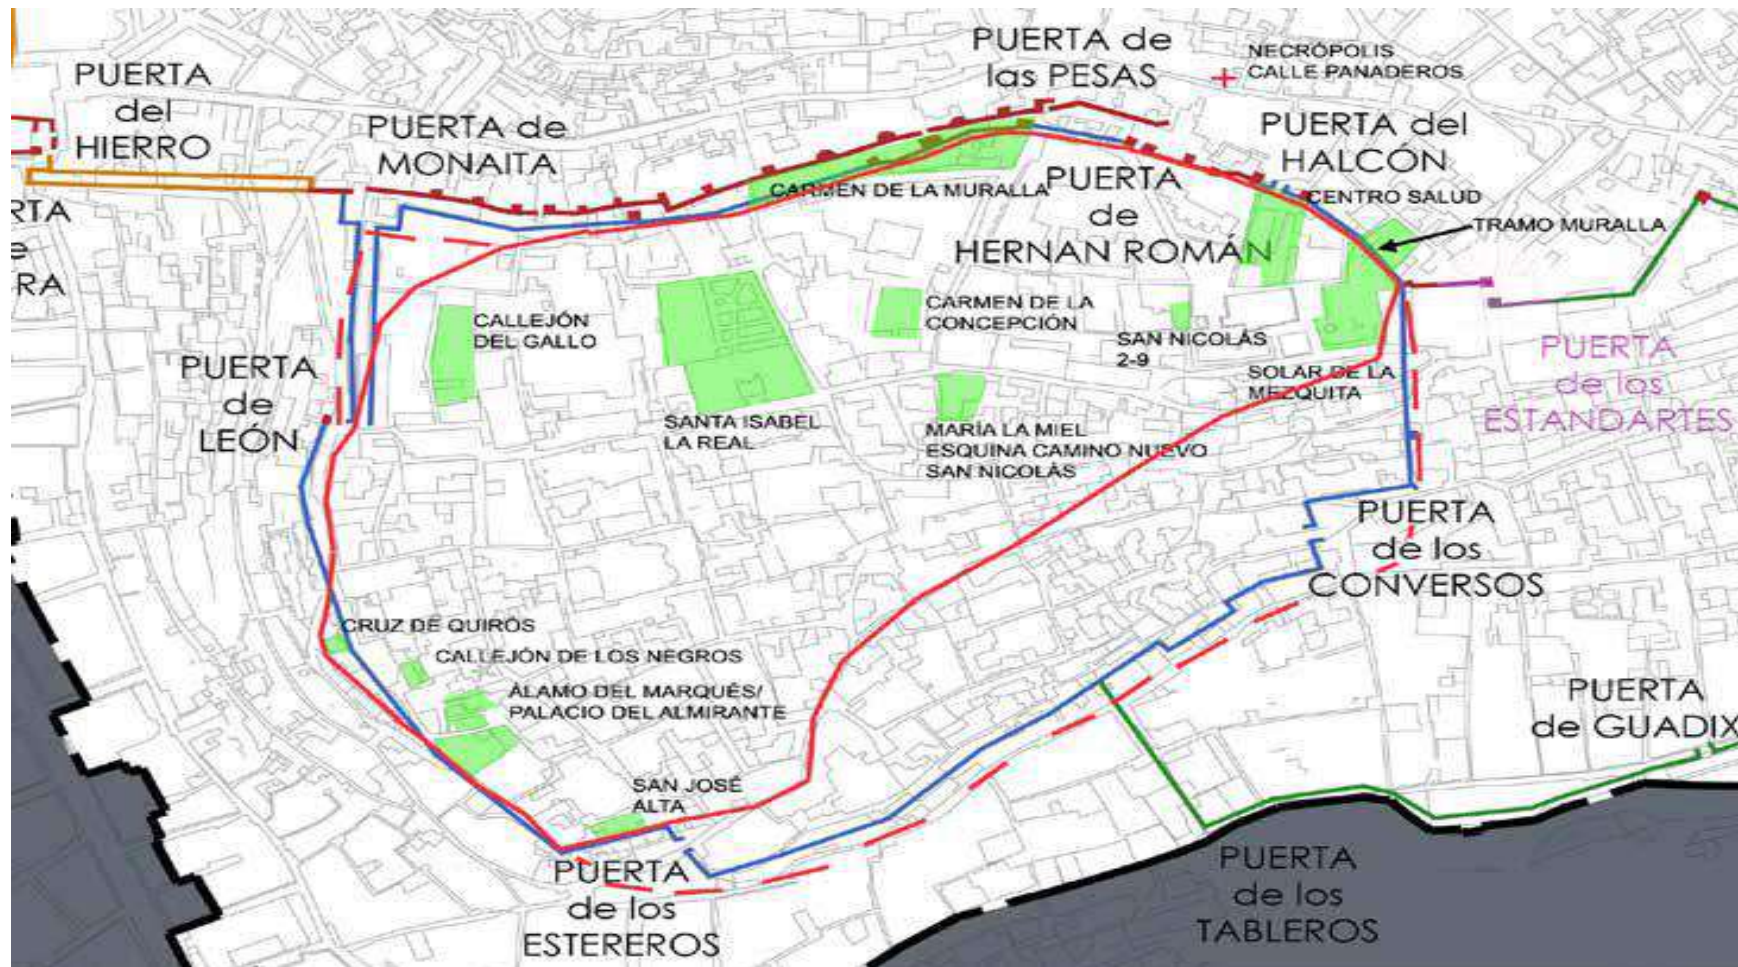 PUERTA
del
HIERRO
PUERTA de
MONAITA
PUERTA de
las PESAS
NECRÓPOLIS
CALLE PANADEROS
PUERTA del
HALCÓN
CARMEN DE LA MURALLA
PUERTA
de
HERNAN ROMÁN
CENTRO SALUD
TRAMO MURALLA
RTA
RA
CALLEJÓN
DEL GALLO
CARMEN DE LA
CONCEPCIÓN
SAN NICOLÁS
2-9
PUERTA
de los
ESTANDARTES
PUERTA
de
LEÓN
SOLAR DE LA
MEZQUITA
SANTA ISABEL
LA REAL
MARÍA LA MIEL
ESQUINA CAMINO NUEVO
SAN NICOLÁS
PUERTA
de los
CONVERSOS
CRUZ DE QUIRÓS
CALLEJÓN DE LOS NEGROS
ÁLAMO DEL MARQUÉS/
PALACIO DEL ALMIRANTE
PUERTA
de GUADIX
SAN JOSÉ
ALTA
PUERTA
de los
ESTEREROS
PUERTA
de los
TABLEROS